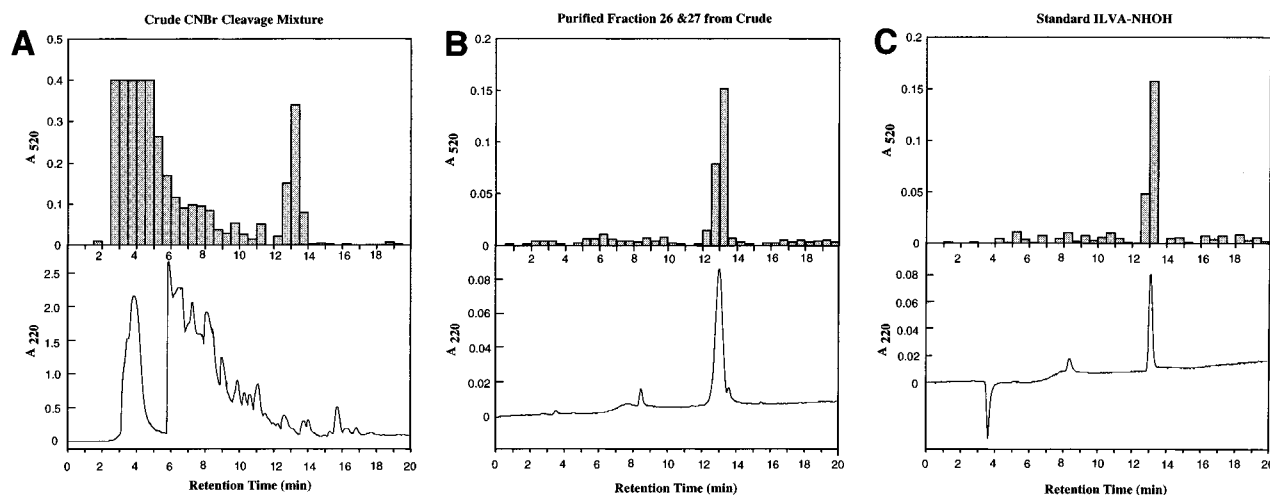 A
Crude CNBr Cleavage Mixture
0.5
0.4
0.3
0.2
0.1
0
A 520
2 4 6 8 10 12 14 16 18
2.5
2.0
1.5
1.0
0.5
0
A 220
0 2 4 6 8 10 12 14 16 18 20
Retention Time (min)
B
Purified Fraction 26 &27 from Crude
0.2
0.15
0.1
0.05
0
A 520
2 4 6 8 10 12 14 16 18
0.08
0.06
0.04
0.02
0
A 220
0 2 4 6 8 10 12 14 16 18 20
Retention Time (min)
C
Standard ILVA-NHOH
0.2
0.15
0.1
0.05
0
A 520
2 4 6 8 10 12 14 16 18
0.08
0.06
0.04
0.02
0
A 220
0 2 4 6 8 10 12 14 16 18 20
Retention Time (min)